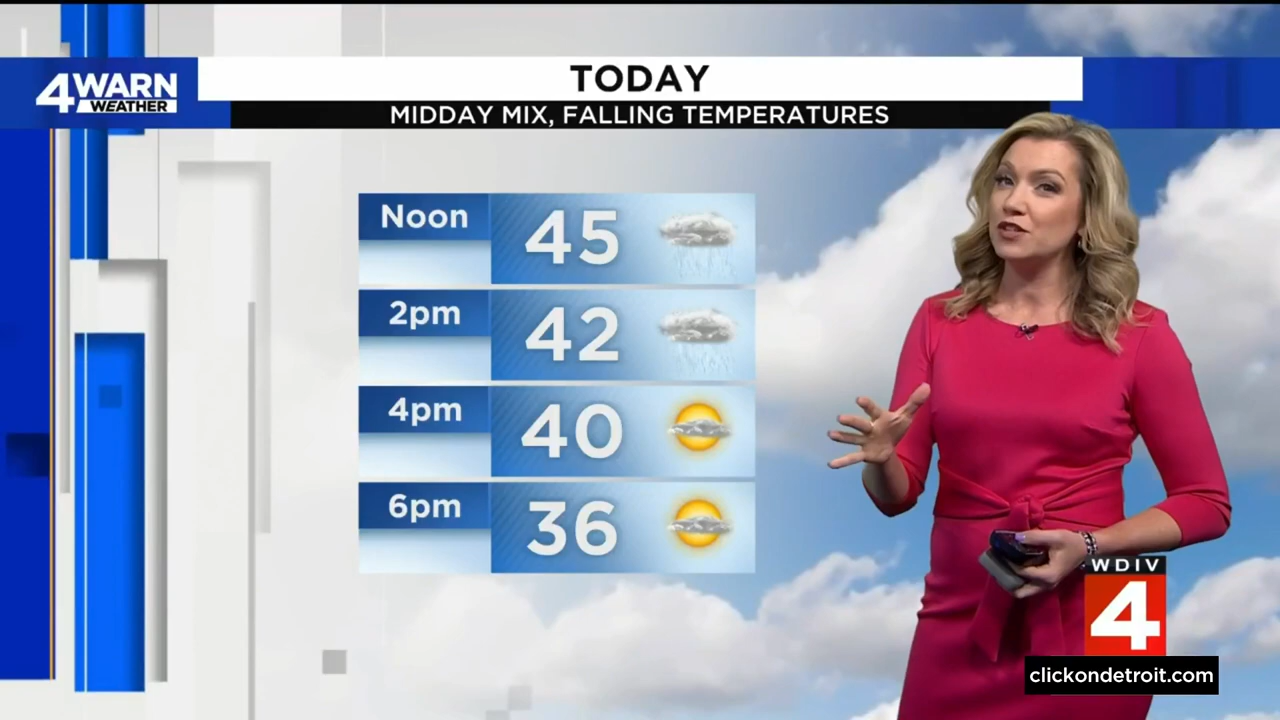 4WARN
WEATHER
TODAY
MIDDAY MIX, FALLING TEMPERATURES
Noon 45
2pm 42
4pm 40
6pm 36
WDIV
4
clickondetroit.com